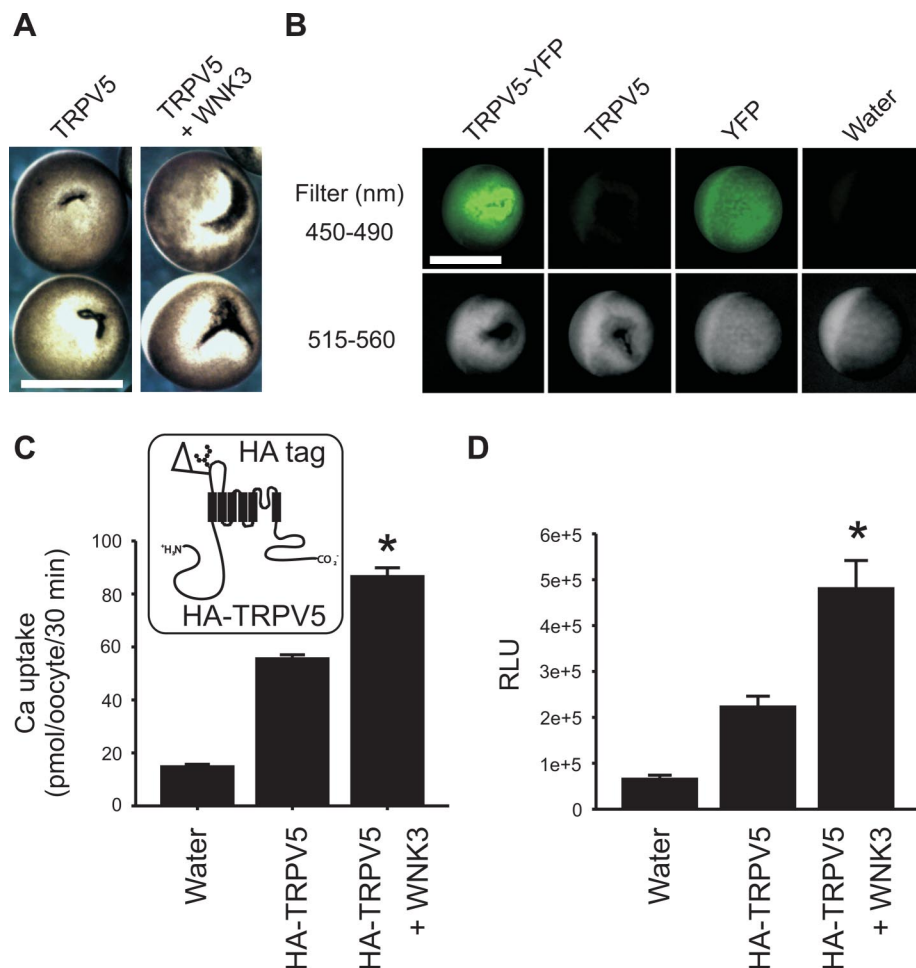 A
TRPV5
TRPV5
+ WNK3
B
TRPV5-YFP
TRPV5
YFP
Water
Filter (nm)
450-490
515-560
C
HA tag
⁺H₃N
CO₂⁻
HA-TRPV5
*
100
80
60
40
20
0
Ca uptake
(pmol/oocyte/30 min)
Water
HA-TRPV5
HA-TRPV5
+ WNK3
D
*
6e+5
5e+5
4e+5
3e+5
2e+5
1e+5
0
RLU
Water
HA-TRPV5
HA-TRPV5
+ WNK3